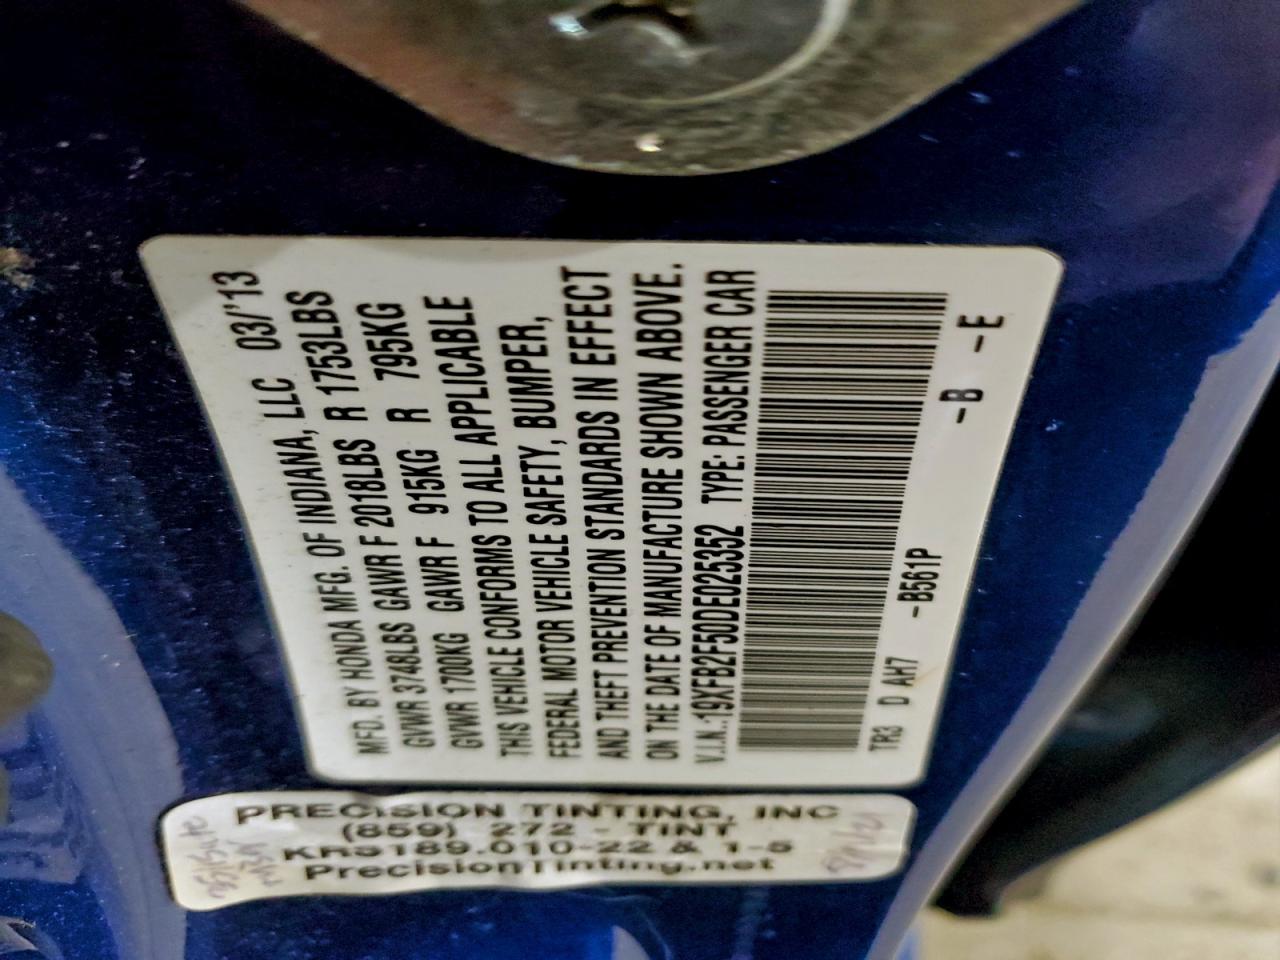 MFD. BY HONDA MFG. OF INDIANA, LLC 03/'13
GVWR 3748LBS GAWR F 2018LBS R 1753LBS
GVWR 1700KG GAWR F 915KG R 795KG
THIS VEHICLE CONFORMS TO ALL APPLICABLE
FEDERAL MOTOR VEHICLE SAFETY, BUMPER,
AND THEFT PREVENTION STANDARDS IN EFFECT
ON THE DATE OF MANUFACTURE SHOWN ABOVE.
V.I.N.:19XFB2F50DE025352 TYPE: PASSENGER CAR
TR3 D AH7 -B561P -B -E
PRECISION TINTING, INC
(859) 272 - TINT
KRS189.010-22 & 1-5
PrecisionTinting.net